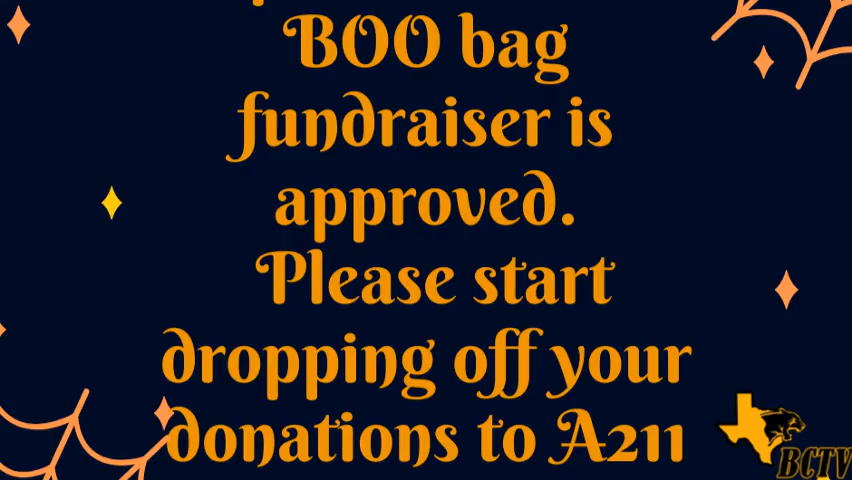 BOO bag
fundraiser is
approved.
Please start
dropping off your
donations to A211
BCTV